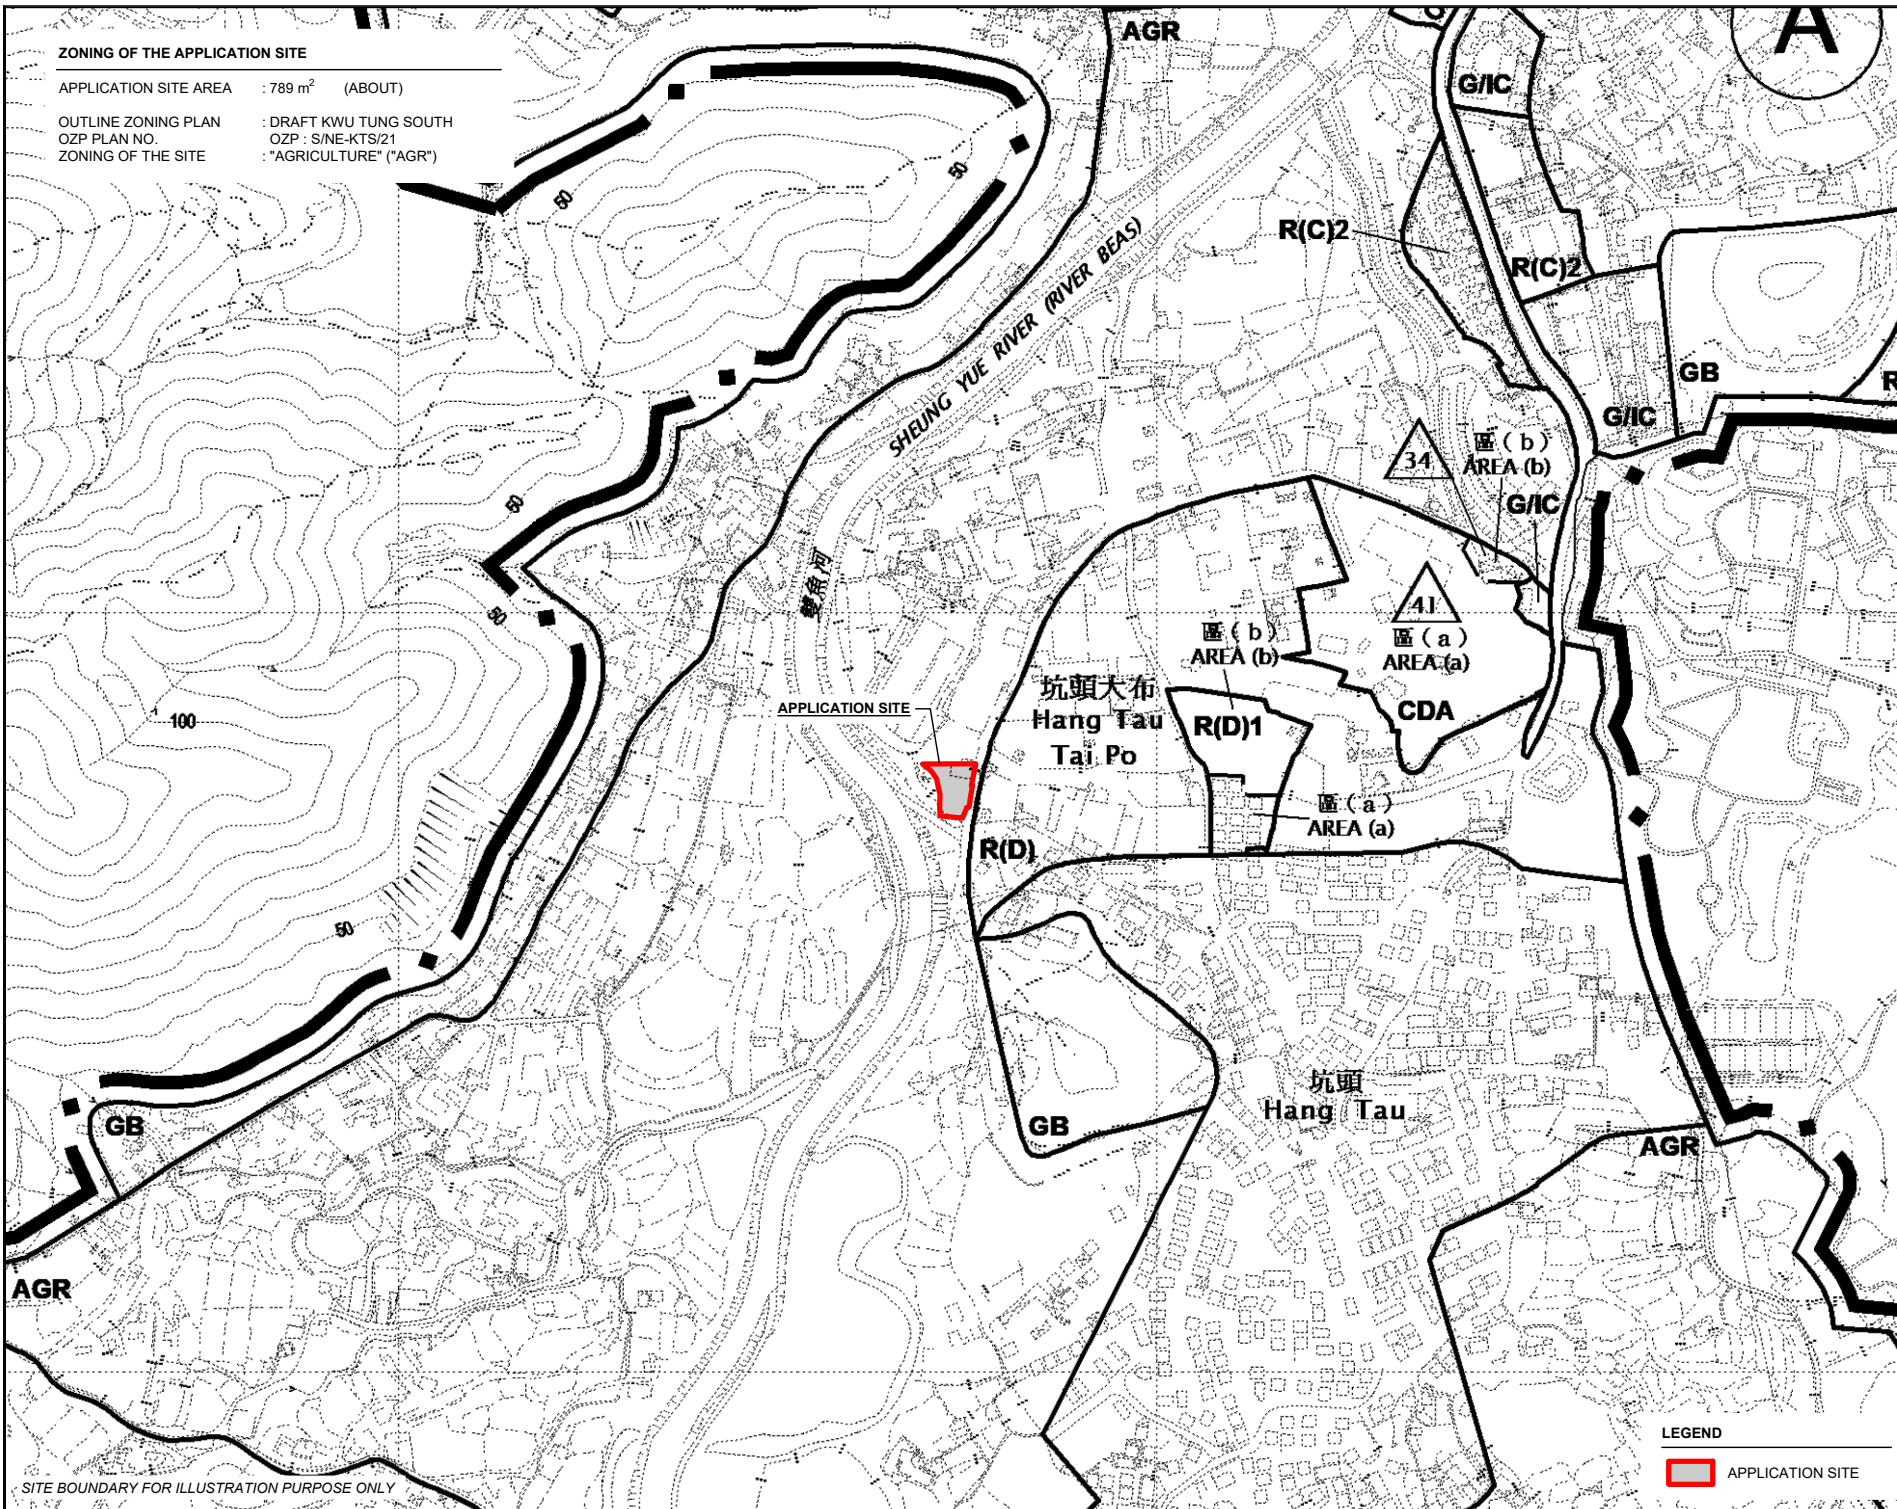 ZONING OF THE APPLICATION SITE
APPLICATION SITE AREA : 789 m² (ABOUT)
OUTLINE ZONING PLAN : DRAFT KWU TUNG SOUTH
OZP PLAN NO. OZP : S/NE-KTS/21
ZONING OF THE SITE : "AGRICULTURE" ("AGR")
AGR
A
G/IC
50
50
R(C)2
R(C)2
SHEUNG YUE RIVER (RIVER BEAS)
GB
G/IC
34
區(b)
AREA (b)
G/IC
50
雙魚河
50
41
區(a)
AREA (a)
區(b)
AREA (b)
坑頭大布
Hang Tau
Tai Po
CDA
R(D)1
APPLICATION SITE
100
區(a)
AREA (a)
R(D)
50
坑頭
Hang Tau
GB
GB
AGR
AGR
LEGEND
APPLICATION SITE
SITE BOUNDARY FOR ILLUSTRATION PURPOSE ONLY